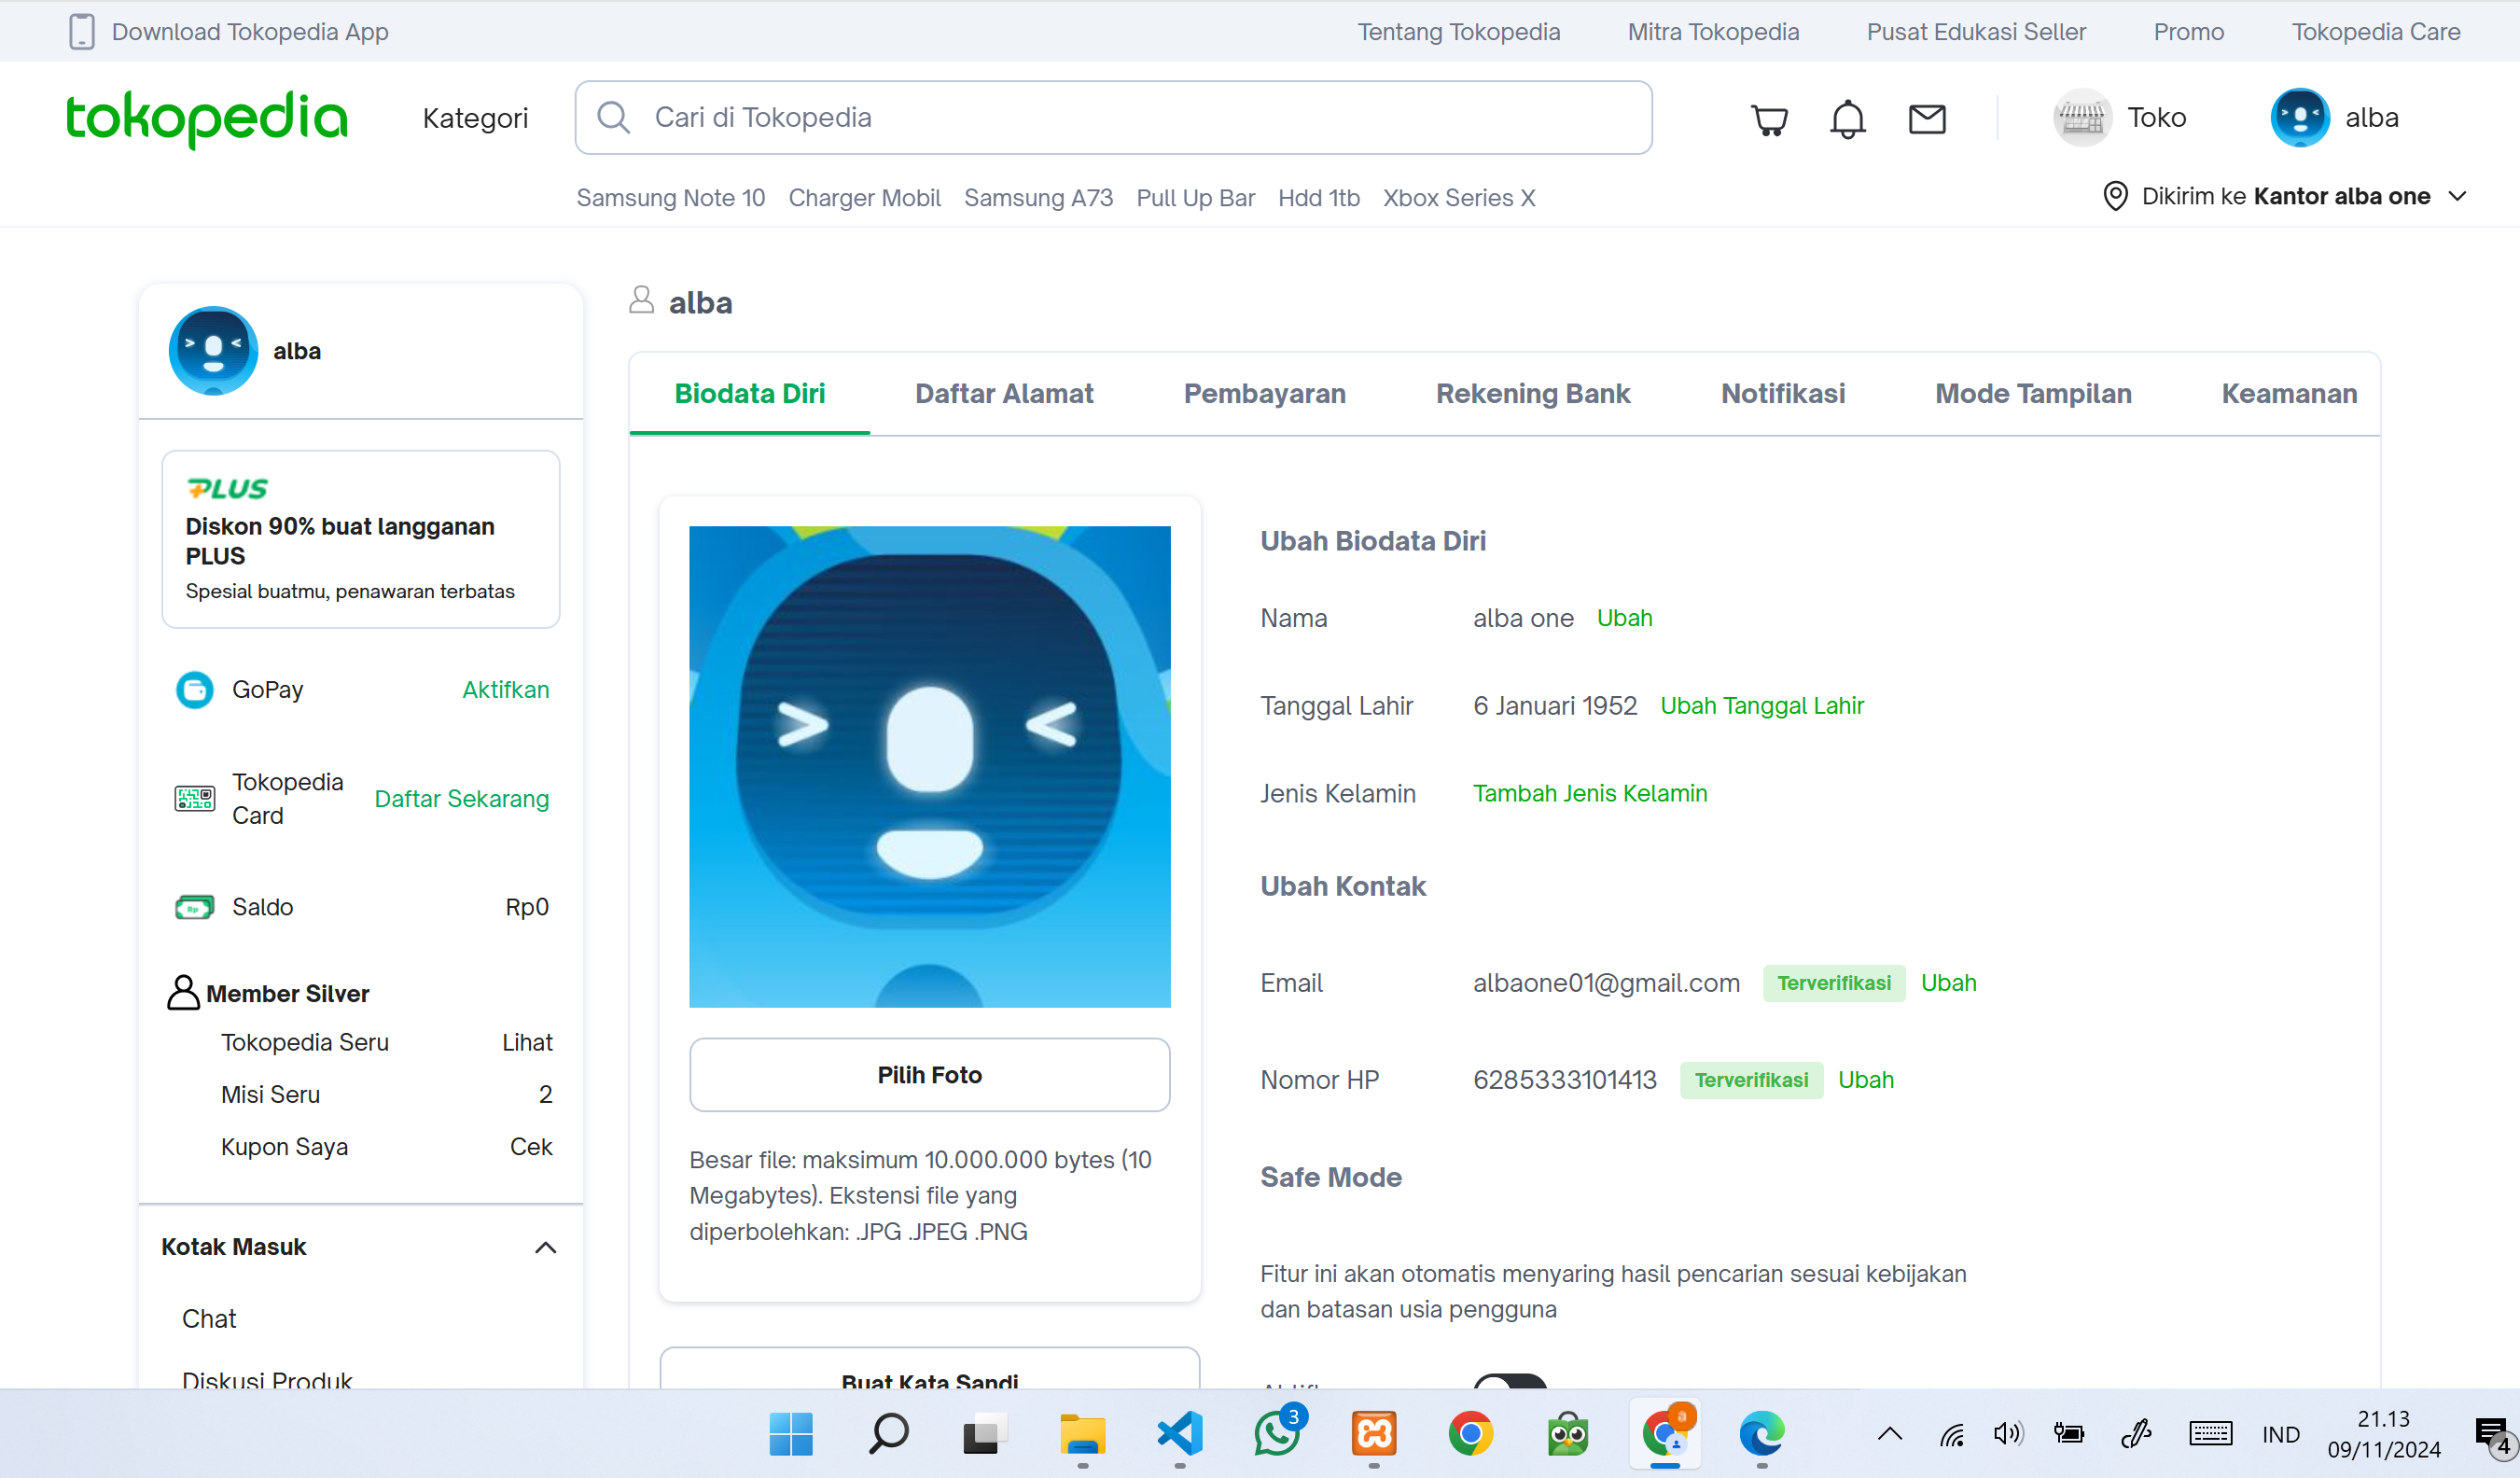 Download Tokopedia App
Tentang Tokopedia
Mitra Tokopedia
Pusat Edukasi Seller
Promo
Tokopedia Care
tokopedia
Kategori
Cari di Tokopedia
Toko
alba
Samsung Note 10
Charger Mobil
Samsung A73
Pull Up Bar
Hdd 1tb
Xbox Series X
Dikirim ke Kantor alba one
alba
PLUS
Diskon 90% buat langganan
PLUS
Spesial buatmu, penawaran terbatas
GoPay
Aktifkan
Tokopedia
Card
Daftar Sekarang
Rp
Saldo
Rp0
Member Silver
Tokopedia Seru
Lihat
Misi Seru
2
Kupon Saya
Cek
Kotak Masuk
Chat
Diskusi Produk
alba
Biodata Diri
Daftar Alamat
Pembayaran
Rekening Bank
Notifikasi
Mode Tampilan
Keamanan
Pilih Foto
Besar file: maksimum 10.000.000 bytes (10
Megabytes). Ekstensi file yang
diperbolehkan: .JPG .JPEG .PNG
Buat Kata Sandi
Ubah Biodata Diri
Nama
alba one
Ubah
Tanggal Lahir
6 Januari 1952
Ubah Tanggal Lahir
Jenis Kelamin
Tambah Jenis Kelamin
Ubah Kontak
Email
albaone01@gmail.com
Terverifikasi
Ubah
Nomor HP
6285333101413
Terverifikasi
Ubah
Safe Mode
Fitur ini akan otomatis menyaring hasil pencarian sesuai kebijakan
dan batasan usia pengguna
3
a
IND
21.13
09/11/2024
4